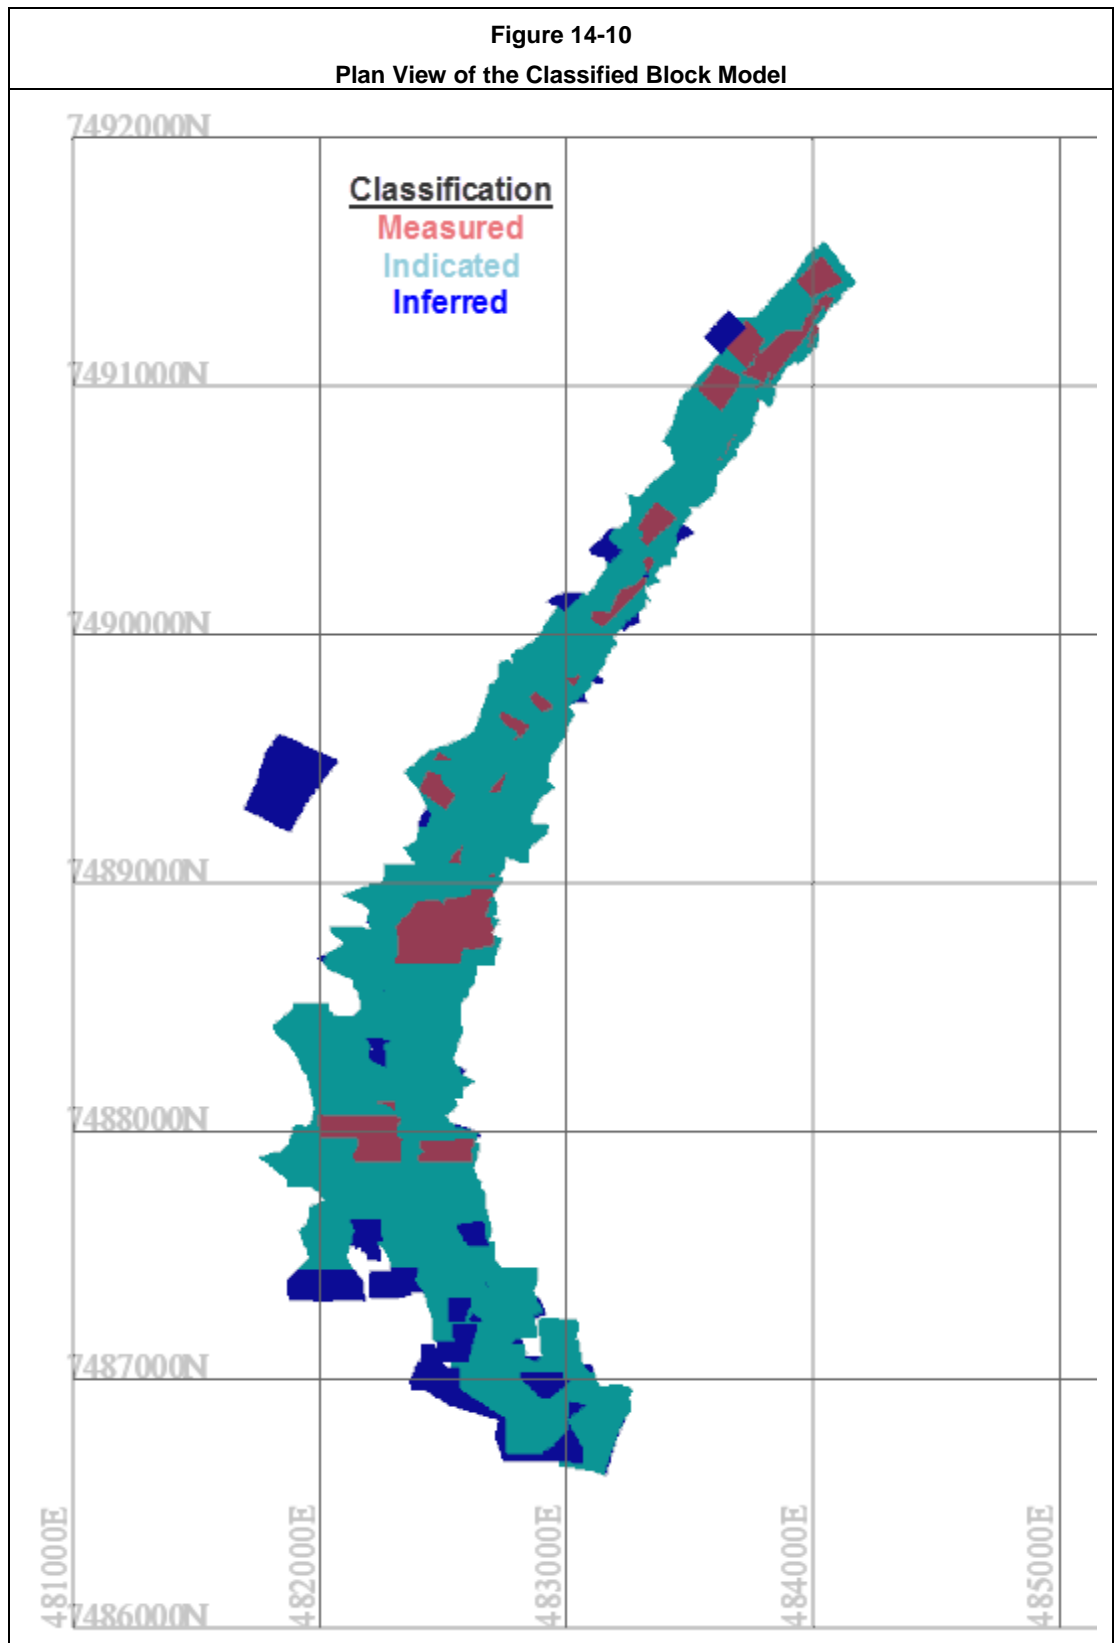 Figure 14-10
Plan View of the Classified Block Model
7492000N
Classification
Measured
Indicated
Inferred
7491000N
7490000N
7489000N
7488000N
7487000N
7486000N
481000E
482000E
483000E
484000E
485000E